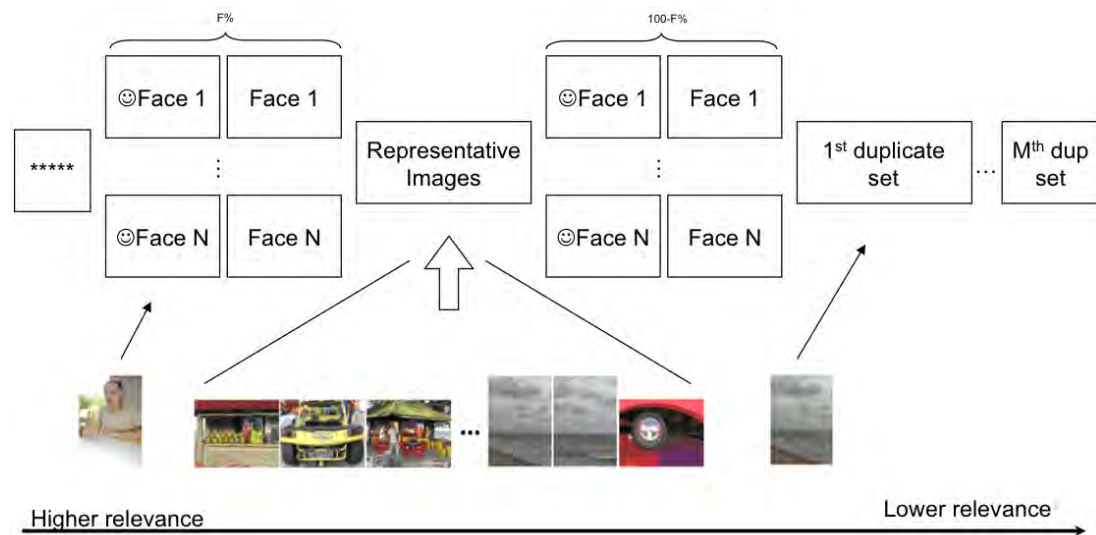 F%
100-F%
☺Face 1
Face 1
☺Face 1
Face 1
*****
⋮
Representative
Images
⋮
1st duplicate
set
...
Mth dup
set
☺Face N
Face N
☺Face N
Face N
...
Higher relevance
Lower relevance